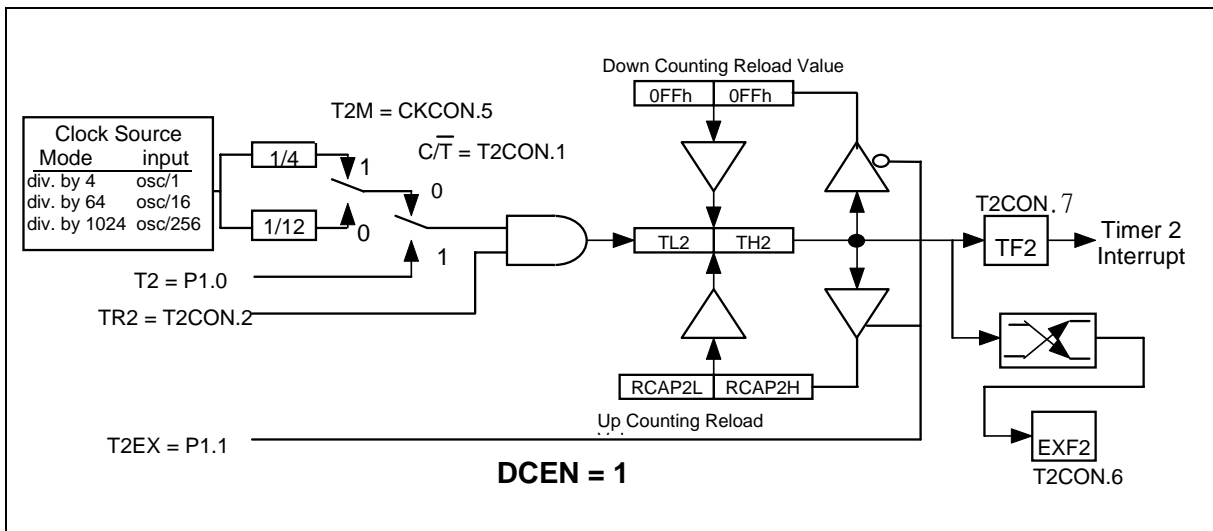 Down Counting Reload Value
0FFh 0FFh
T2M = CKCON.5
C/T̅ = T2CON.1
Clock Source
Mode input
div. by 4 osc/1
div. by 64 osc/16
div. by 1024 osc/256
1/4
1
0
1/12
0
1
T2 = P1.0
TR2 = T2CON.2
TL2 TH2
T2CON.7
TF2
Timer 2
Interrupt
RCAP2L RCAP2H
Up Counting Reload
T2EX = P1.1
DCEN = 1
EXF2
T2CON.6